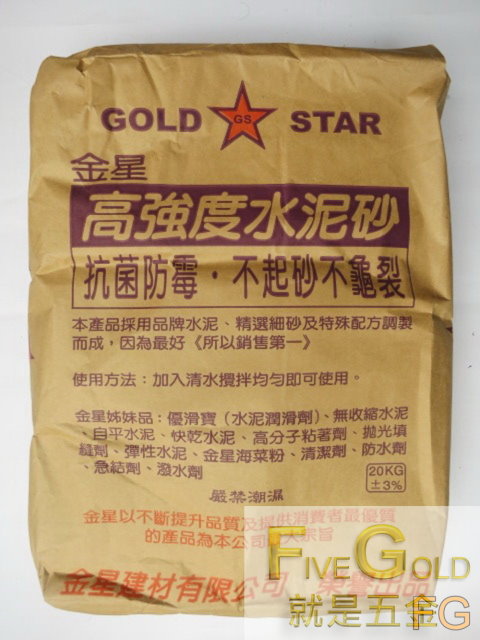 GOLD GS STAR
金星
高強度水泥砂
抗菌防霉．不起砂不龜裂
本產品採用品牌水泥、精選細砂及特殊配方調製
而成，因為最好《所以銷售第一》
使用方法：加入清水攪拌均勻即可使用。
金星姊妹品：優滑寶（水泥潤滑劑）、無收縮水泥
、自平水泥、快乾水泥、高分子粘著劑、拋光填
縫劑、彈性水泥、金星海菜粉、清潔劑、防水劑
、急結劑、潑水劑
20KG
±3%
嚴禁潮濕
金星以不斷提升品質及提供消費者最優質
的產品為本公司最大宗旨
金星建材有限公司 榮譽出品
FIVE GOLD
就是五金
FG